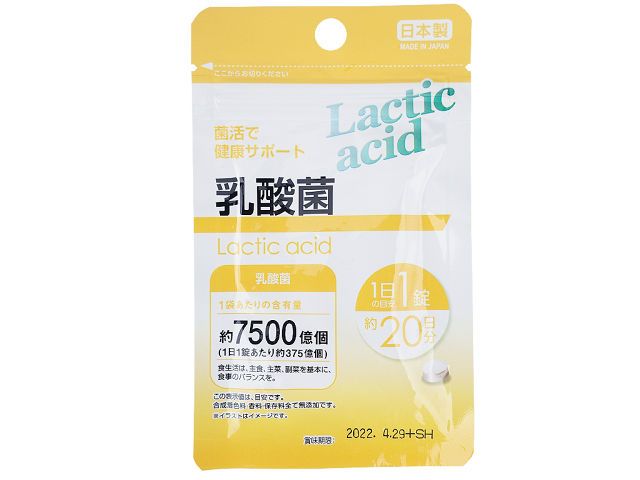 日本製
MADE IN JAPAN
ここからお切りください
Lactic
acid
菌活で
健康サポート
乳酸菌
Lactic acid
乳酸菌
1袋あたりの含有量
約7500億個
(1日1錠あたり約375億個)
食生活は、主食、主菜、副菜を基本に、
食事のバランスを。
1日の目安1錠
約20日分
この表示値は、目安です。
合成着色料・香料・保存料全て無添加です。
※イラストはイメージです。
賞味期限:
2022. 4.29+SH